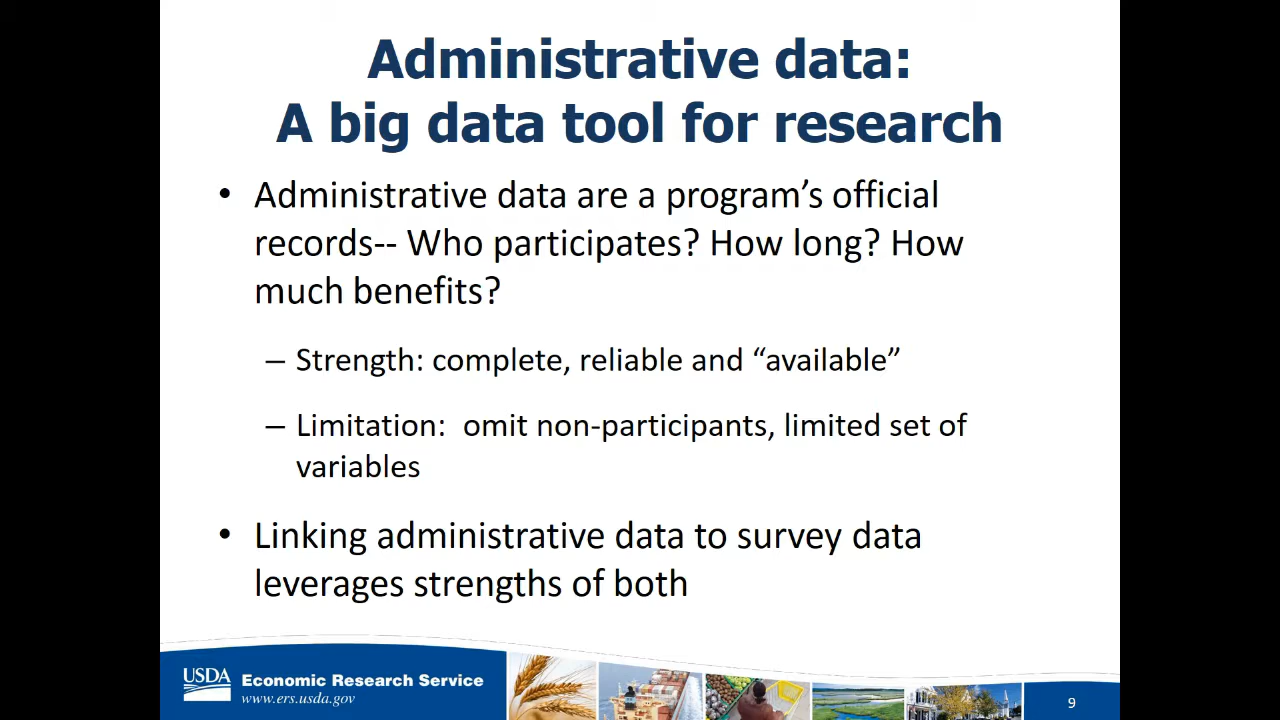 Administrative data:
A big data tool for research
• Administrative data are a program’s official
records-- Who participates? How long? How
much benefits?
– Strength: complete, reliable and “available”
– Limitation:  omit non-participants, limited set of
variables
• Linking administrative data to survey data
leverages strengths of both
USDA Economic Research Service
www.ers.usda.gov
9